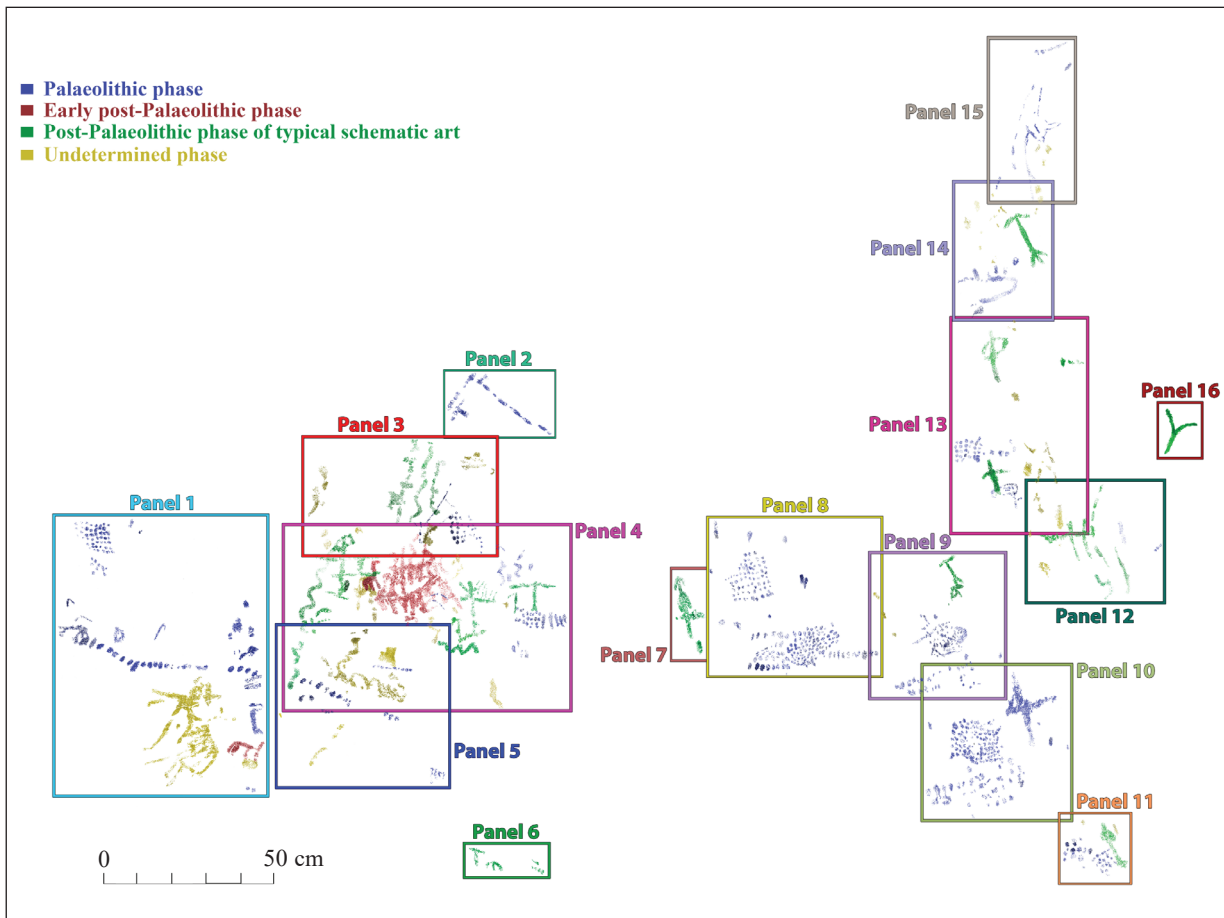 Palaeolithic phase
Early post-Palaeolithic phase
Post-Palaeolithic phase of typical schematic art
Undetermined phase
Panel 15
Panel 14
Panel 2
Panel 16
Panel 3
Panel 13
Panel 1
Panel 8
Panel 4
Panel 9
Panel 12
Panel 7
Panel 10
Panel 5
Panel 11
Panel 6
0 50 cm